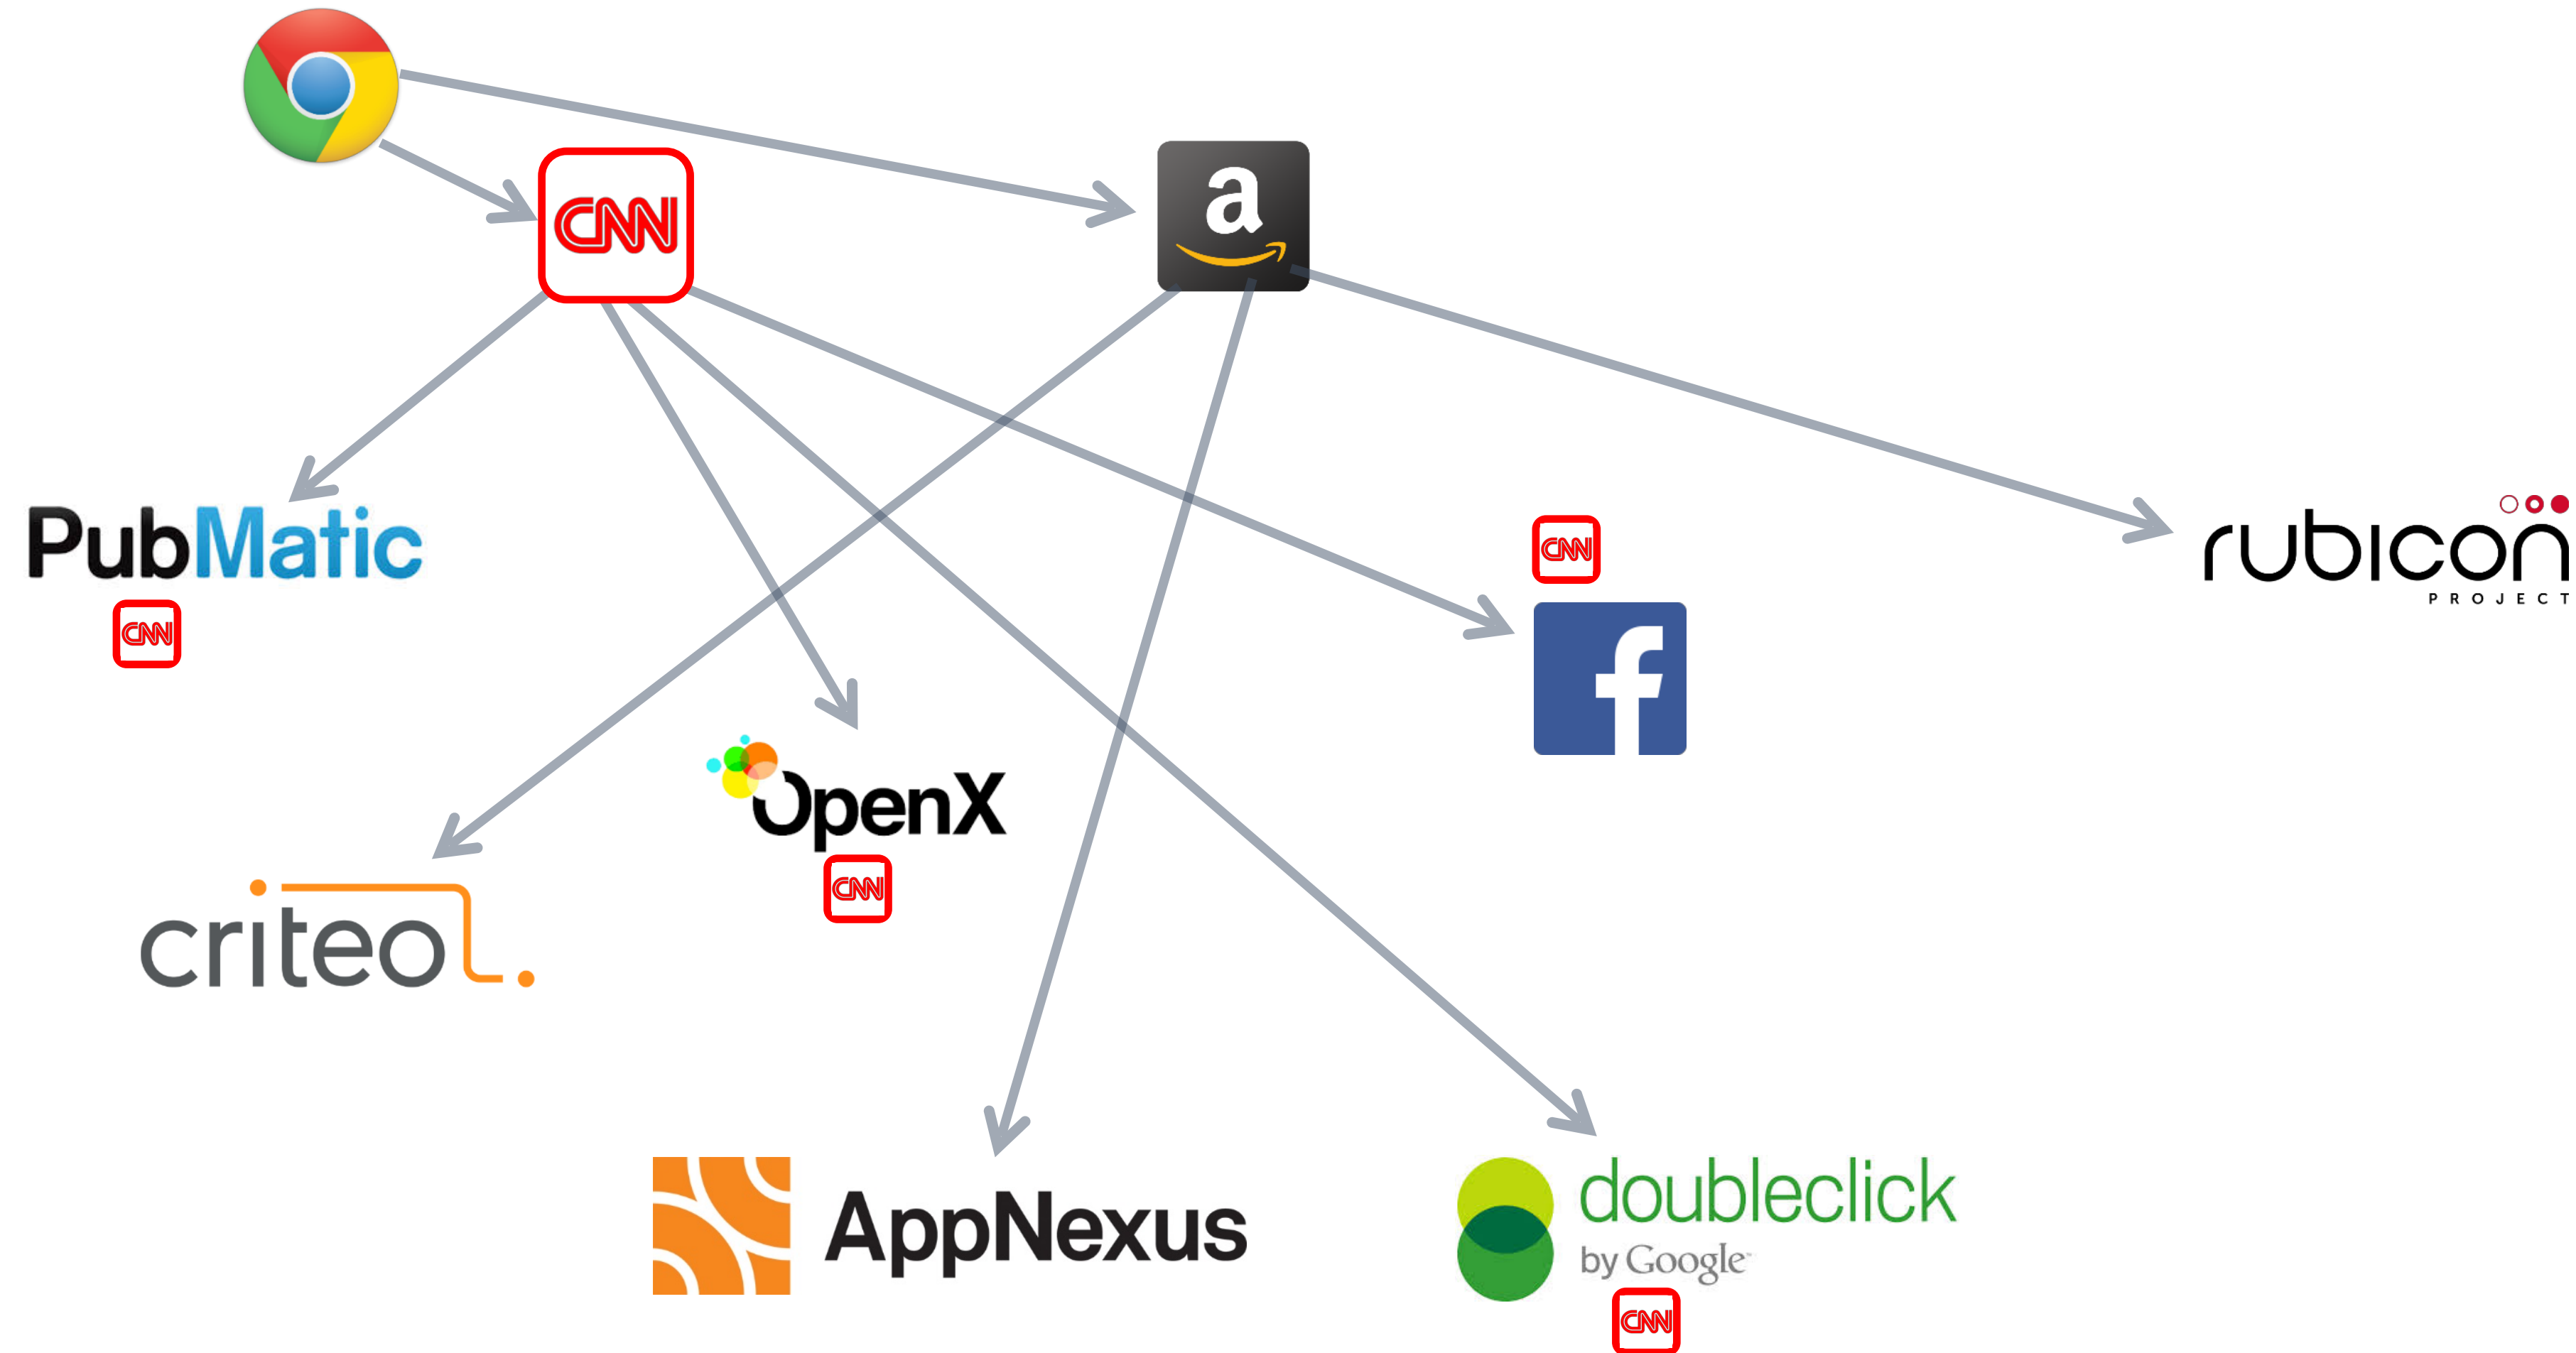 CNN
a
PubMatic
CNN
CNN
f
rubicon
PROJECT
OpenX
CNN
criteo
AppNexus
doubleclick
by Google
CNN